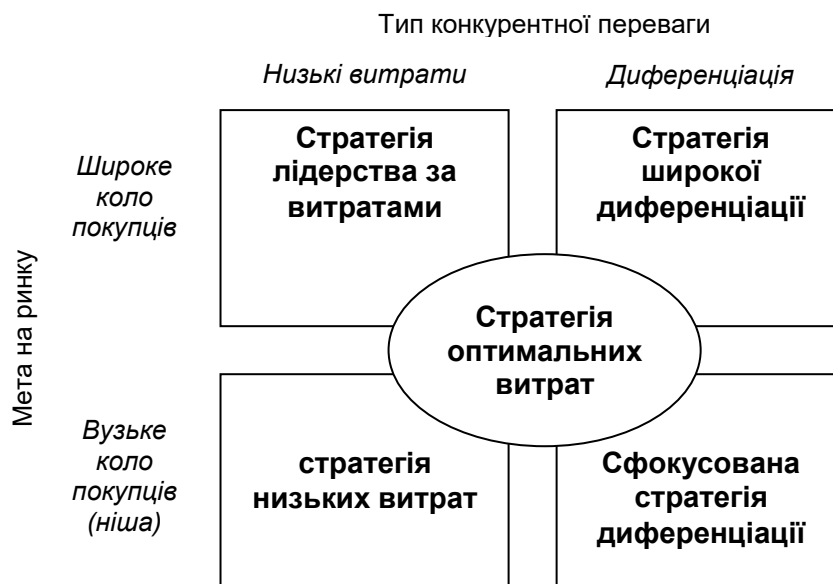 Тип конкурентної переваги
Низькі витрати
Диференціація
Мета на ринку
Широке
коло
покупців
Стратегія
лідерства за
витратами
Стратегія
широкої
диференціації
Стратегія
оптимальних
витрат
Вузьке
коло
покупців
(ніша)
стратегія
низьких витрат
Сфокусована
стратегія
диференціації